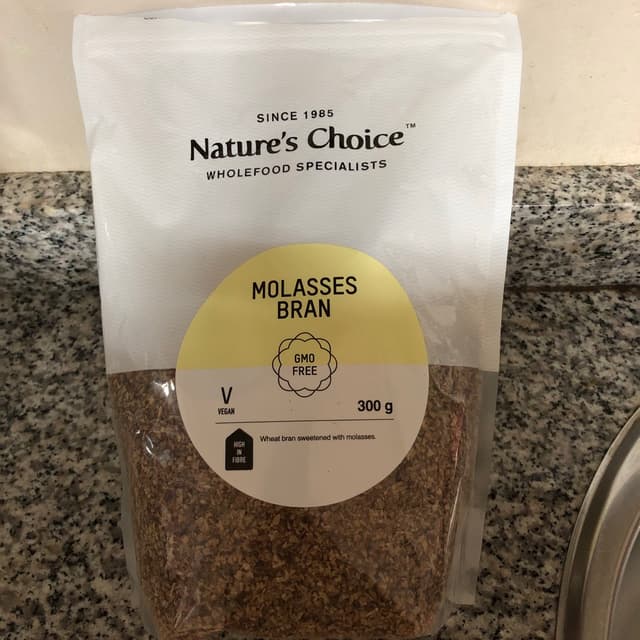 SINCE 1985
Nature's Choice™
WHOLEFOOD SPECIALISTS
MOLASSES
BRAN
GMO
FREE
V
VEGAN
300 g
HIGH
IN
FIBRE
Wheat bran sweetened with molasses.